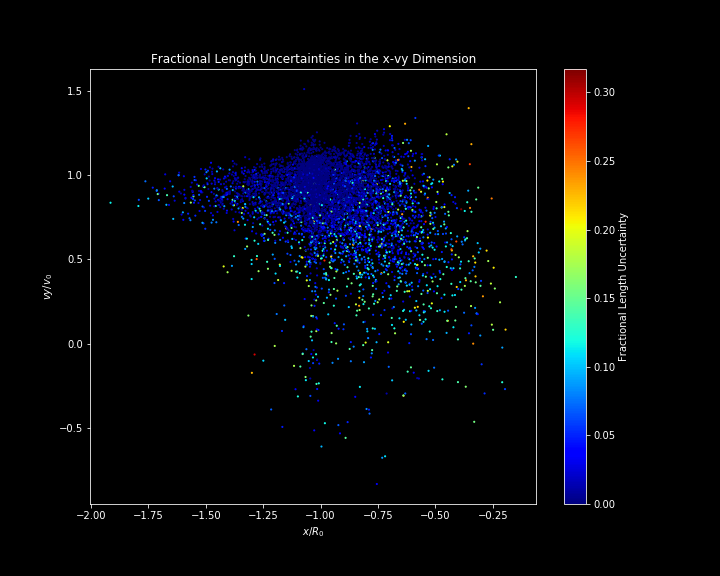 Fractional Length Uncertainties in the x-vy Dimension
1.5
1.0
0.5
0.0
−0.5
vy/v₀
−2.00 −1.75 −1.50 −1.25 −1.00 −0.75 −0.50 −0.25
x/R₀
0.30
0.25
0.20
0.15
0.10
0.05
0.00
Fractional Length Uncertainty